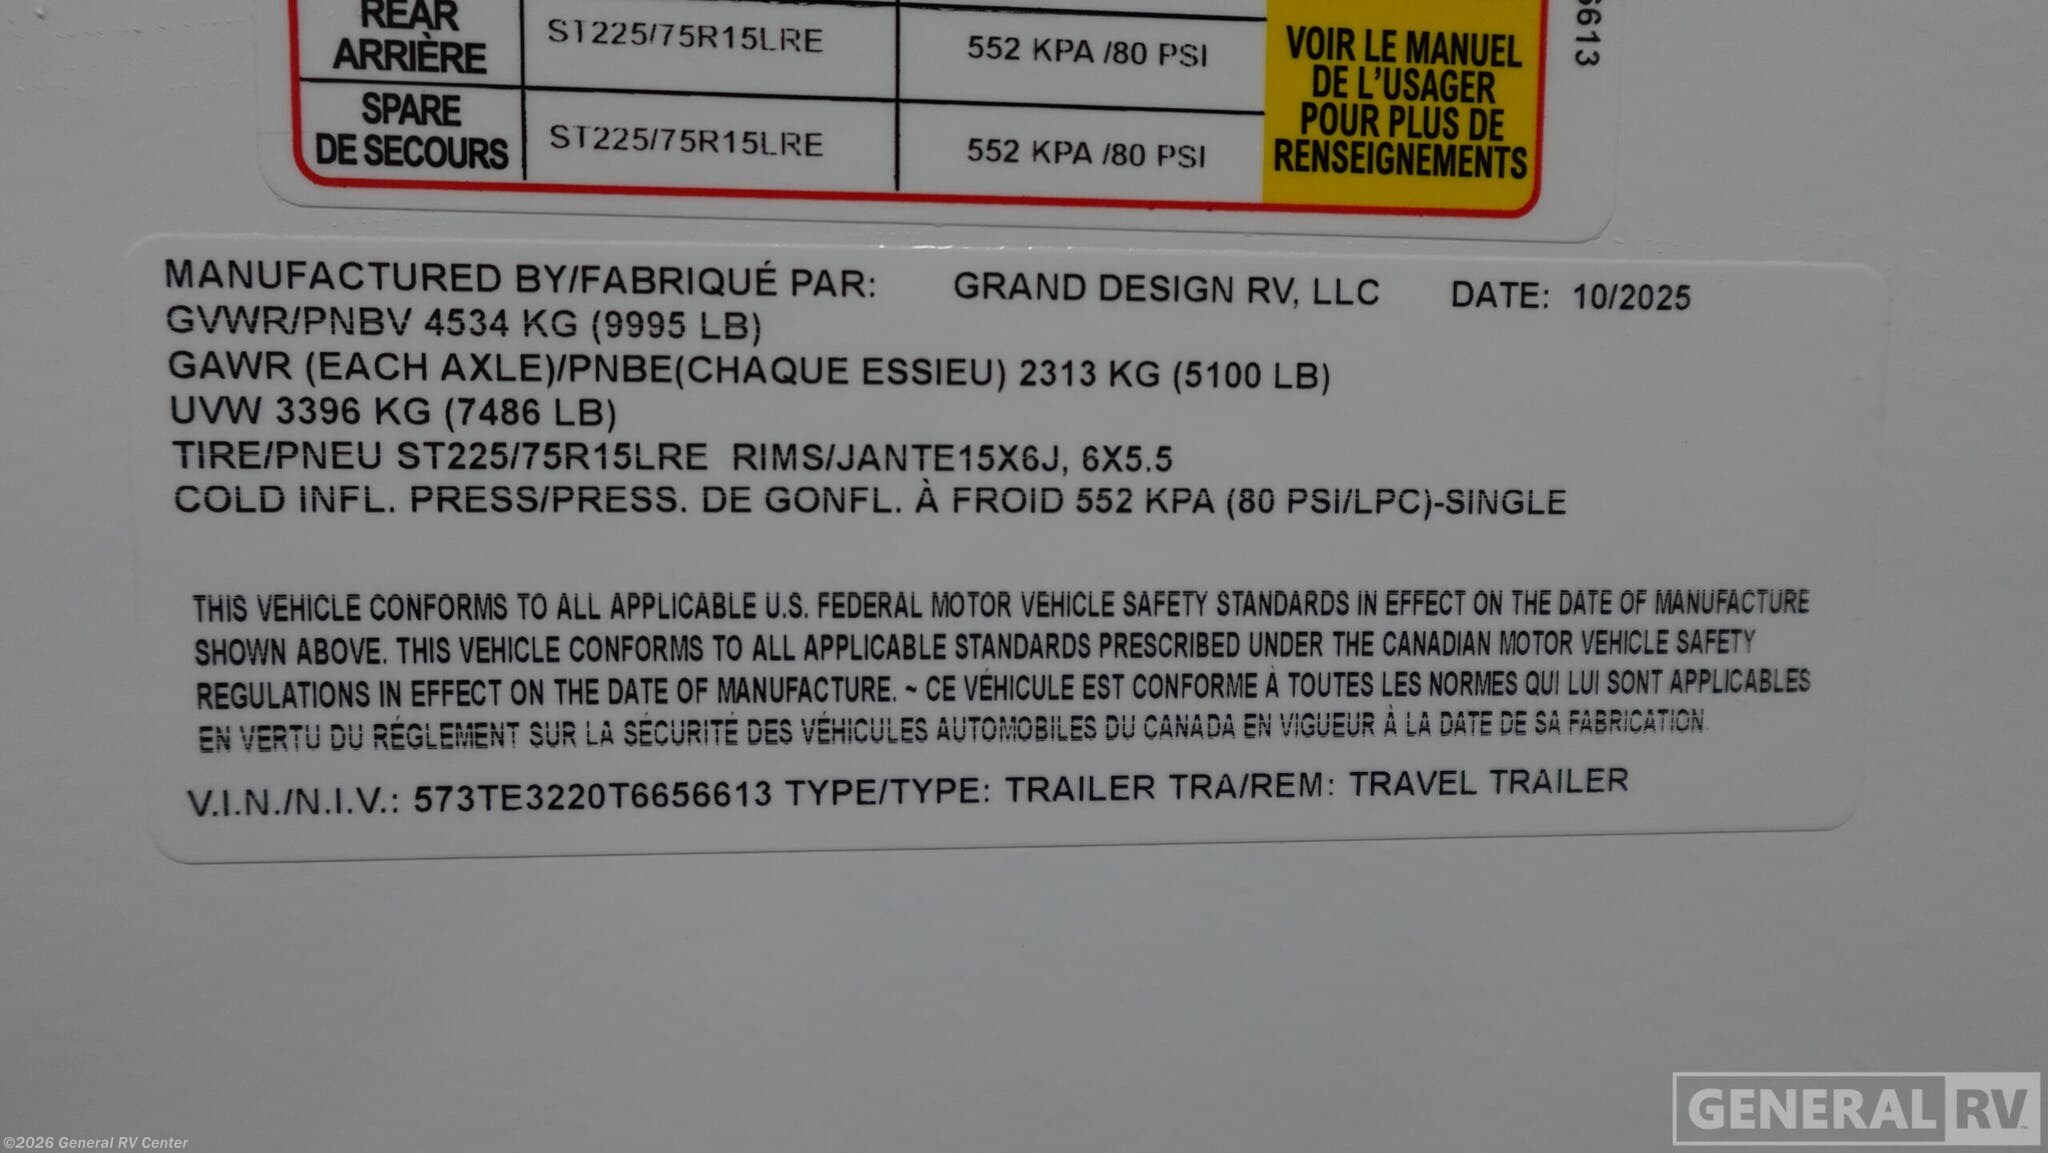 REAR
ARRIÈRE
ST225/75R15LRE
552 KPA /80 PSI
SPARE
DE SECOURS
ST225/75R15LRE
552 KPA /80 PSI
VOIR LE MANUEL
DE L'USAGER
POUR PLUS DE
RENSEIGNEMENTS
6613
MANUFACTURED BY/FABRIQUÉ PAR: GRAND DESIGN RV, LLC DATE: 10/2025
GVWR/PNBV 4534 KG (9995 LB)
GAWR (EACH AXLE)/PNBE(CHAQUE ESSIEU) 2313 KG (5100 LB)
UVW 3396 KG (7486 LB)
TIRE/PNEU ST225/75R15LRE RIMS/JANTE15X6J, 6X5.5
COLD INFL. PRESS/PRESS. DE GONFL. À FROID 552 KPA (80 PSI/LPC)-SINGLE
THIS VEHICLE CONFORMS TO ALL APPLICABLE U.S. FEDERAL MOTOR VEHICLE SAFETY STANDARDS IN EFFECT ON THE DATE OF MANUFACTURE
SHOWN ABOVE. THIS VEHICLE CONFORMS TO ALL APPLICABLE STANDARDS PRESCRIBED UNDER THE CANADIAN MOTOR VEHICLE SAFETY
REGULATIONS IN EFFECT ON THE DATE OF MANUFACTURE. ~ CE VÉHICULE EST CONFORME À TOUTES LES NORMES QUI LUI SONT APPLICABLES
EN VERTU DU RÉGLEMENT SUR LA SÉCURITÉ DES VÉHICULES AUTOMOBILES DU CANADA EN VIGUEUR À LA DATE DE SA FABRICATION.
V.I.N./N.I.V.: 573TE3220T6656613 TYPE/TYPE: TRAILER TRA/REM: TRAVEL TRAILER
GENERAL RV
©2026 General RV Center